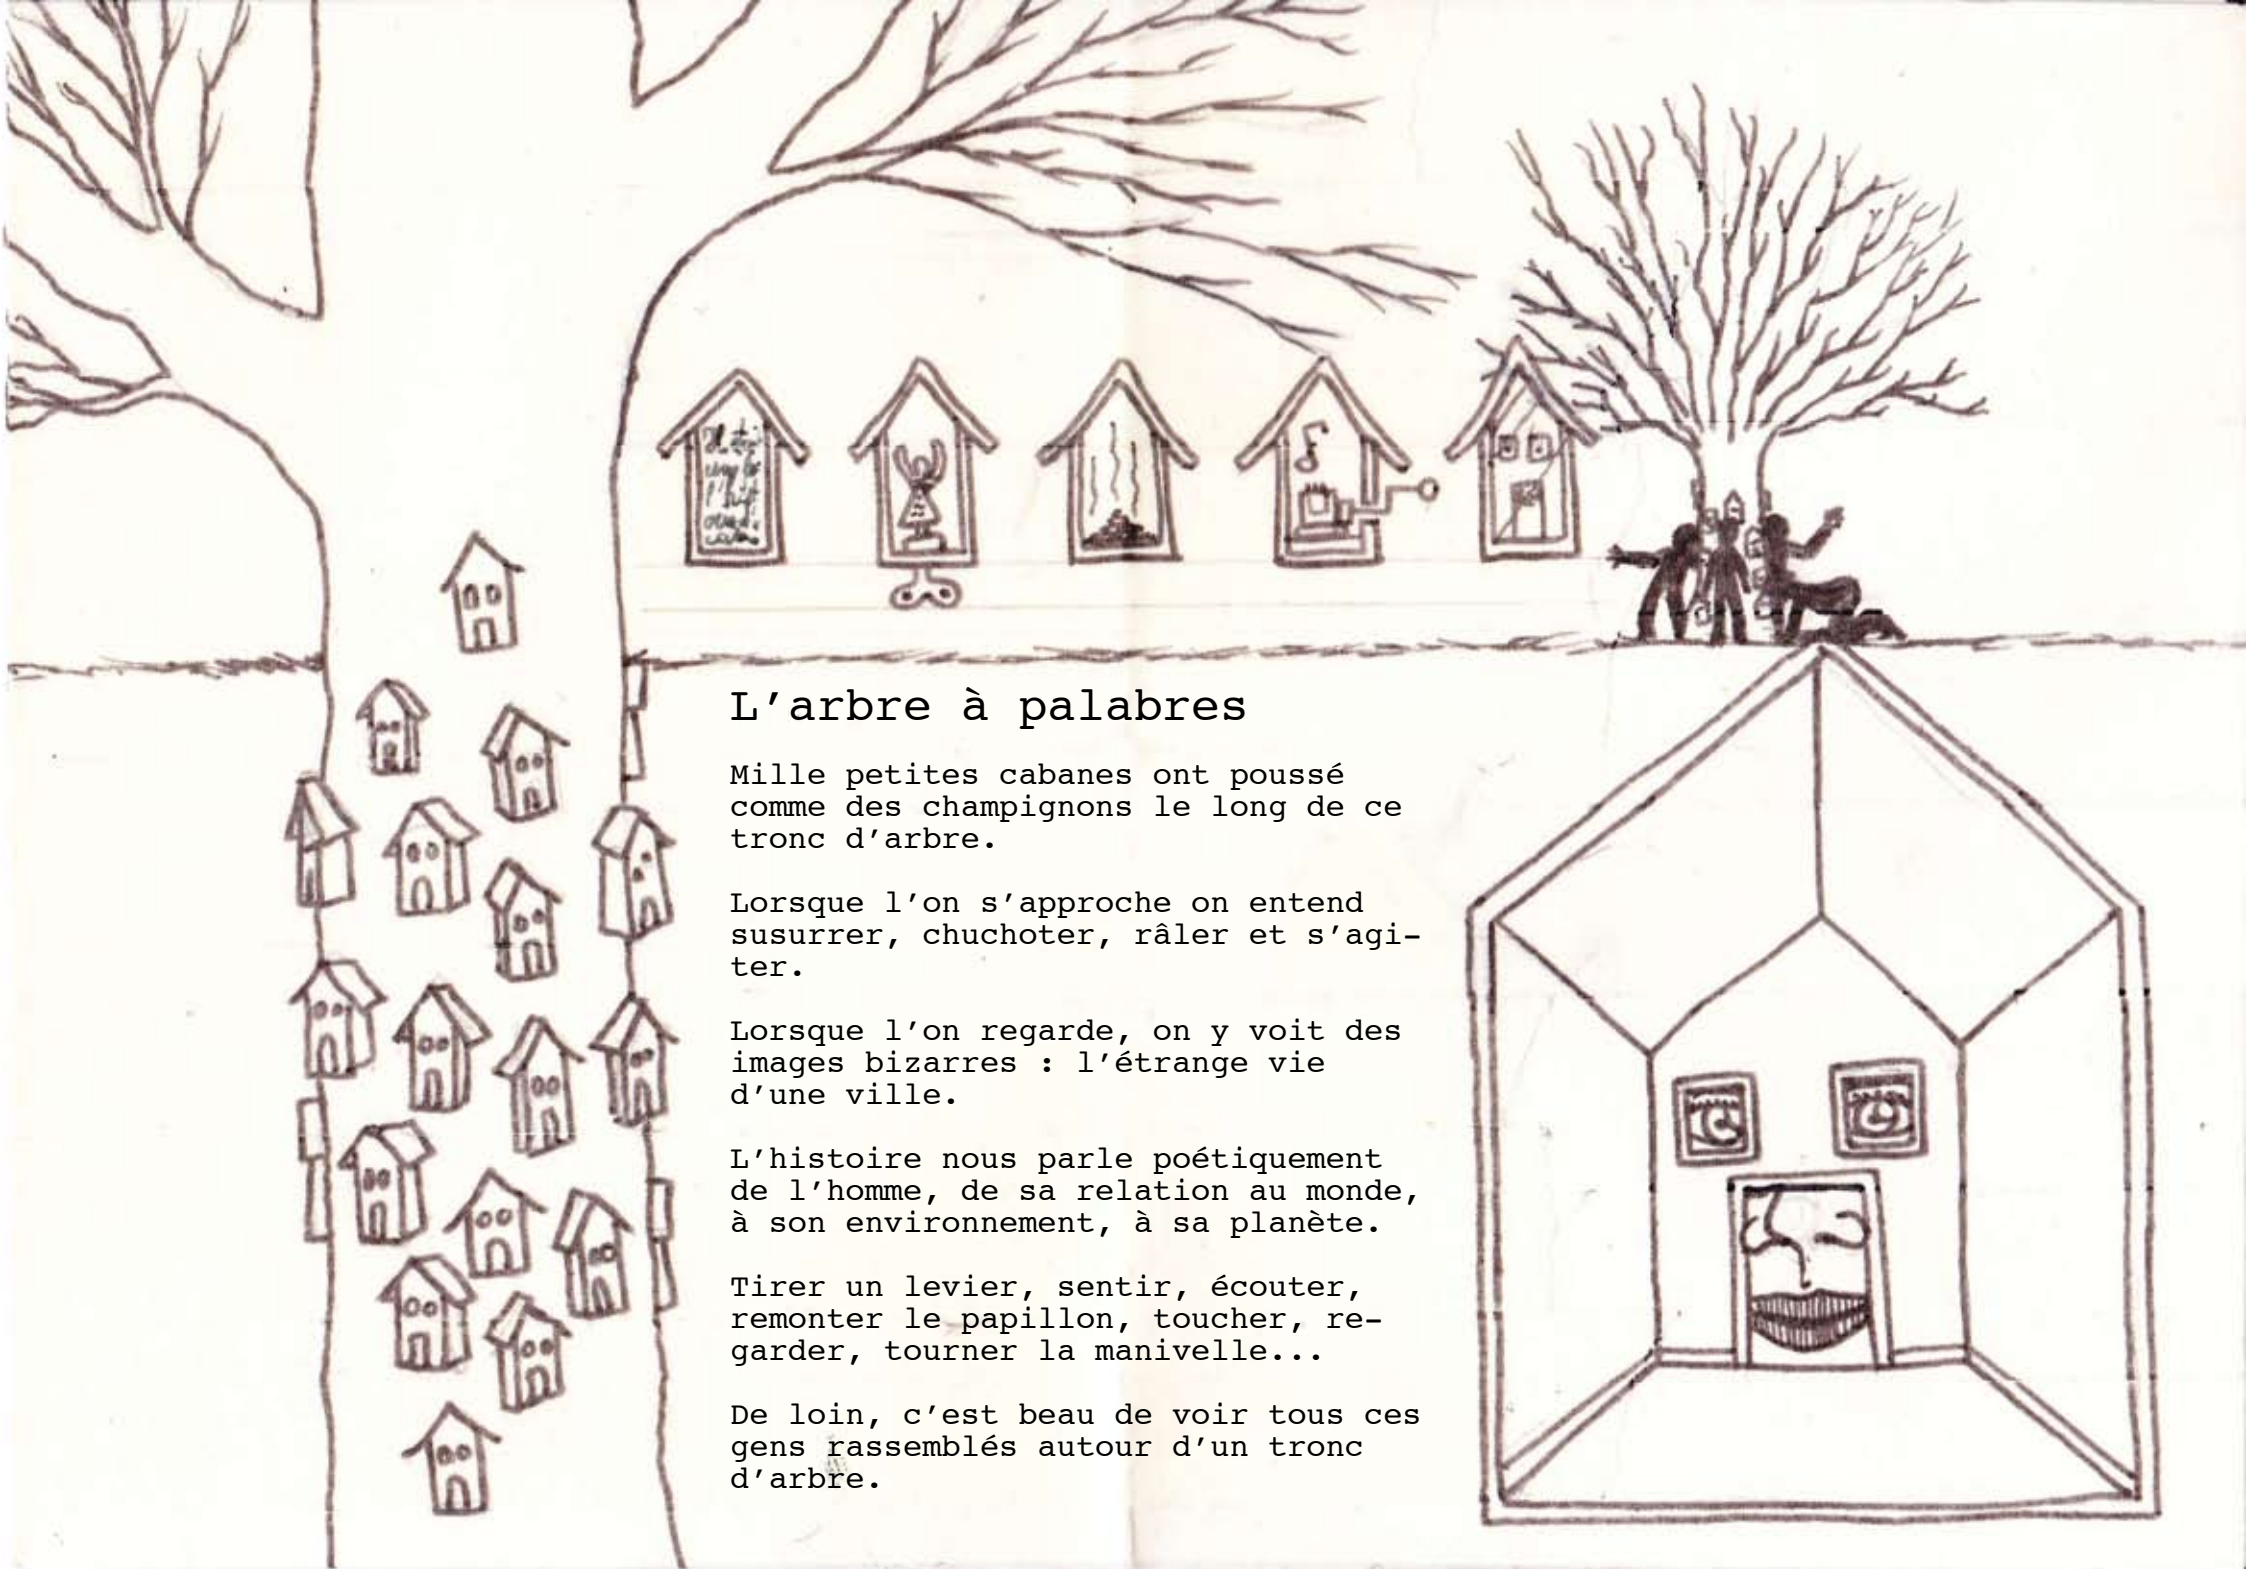 L'arbre à palabres
Mille petites cabanes ont poussé
comme des champignons le long de ce
tronc d'arbre.
Lorsque l'on s'approche on entend
susurrer, chuchoter, râler et s'agi-
ter.
Lorsque l'on regarde, on y voit des
images bizarres : l'étrange vie
d'une ville.
L'histoire nous parle poétiquement
de l'homme, de sa relation au monde,
à son environnement, à sa planète.
Tirer un levier, sentir, écouter,
remonter le papillon, toucher, re-
garder, tourner la manivelle...
De loin, c'est beau de voir tous ces
gens rassemblés autour d'un tronc
d'arbre.